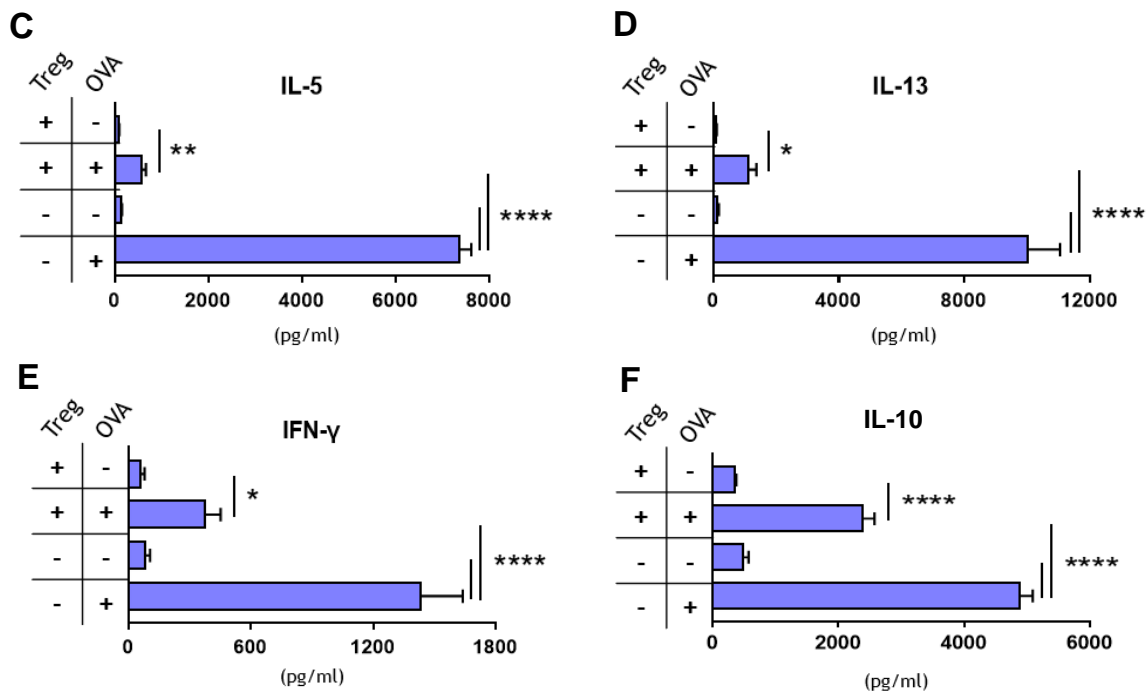 C
Treg OVA
IL-5
+ -
+ + **
- -
- + ****
0 2000 4000 6000 8000
(pg/ml)
D
Treg OVA
IL-13
+ -
+ + *
- -
- + ****
0 4000 8000 12000
(pg/ml)
E
Treg OVA
IFN-γ
+ -
+ + *
- -
- + ****
0 600 1200 1800
(pg/ml)
F
Treg OVA
IL-10
+ -
+ + ****
- -
- + ****
0 2000 4000 6000
(pg/ml)